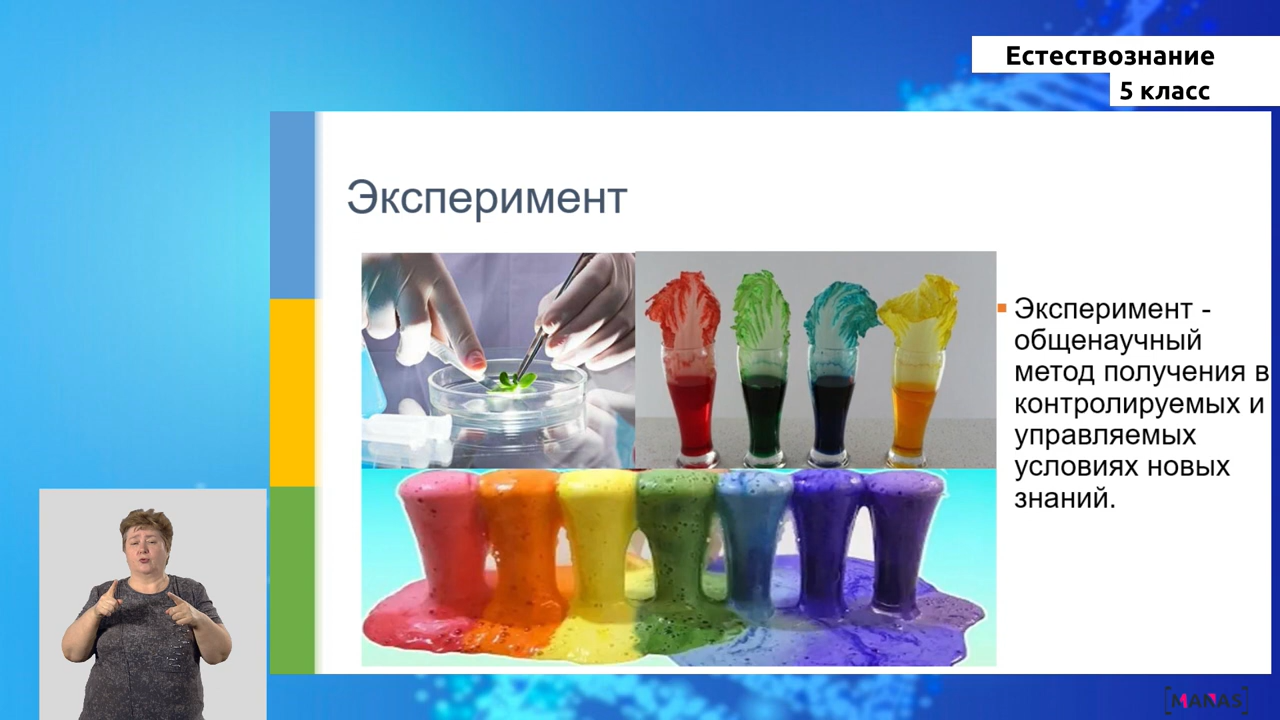 Естествознание
5 класс
Эксперимент
Эксперимент -
общенаучный
метод получения в
контролируемых и
управляемых
условиях новых
знаний.
[MANAS]